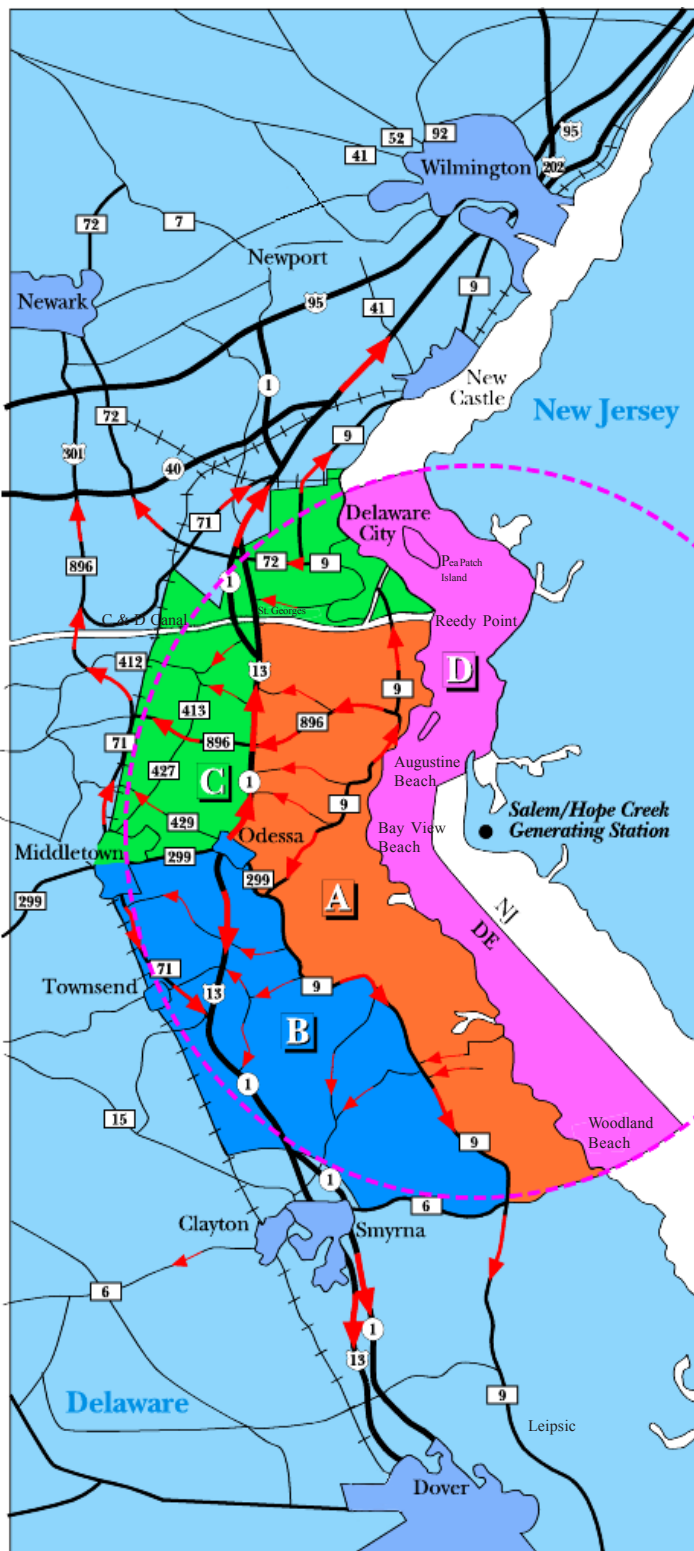 95
52
92
41
Wilmington
202
72
7
Newport
9
Newark
95
41
1
New
Castle
72
New Jersey
9
301
40
71
Delaware
City
72
9
Pea Patch
Island
896
1
St. Georges
C & D Canal
Reedy Point
412
13
D
9
413
896
896
71
Augustine
Beach
427
C
1
9
Salem/Hope Creek
Generating Station
429
Odessa
Bay View
Beach
Middletown
299
299
299
A
NJ
DE
71
Townsend
13
9
B
1
15
Woodland
Beach
9
1
6
Clayton
Smyrna
6
1
13
Delaware
9
Leipsic
Dover